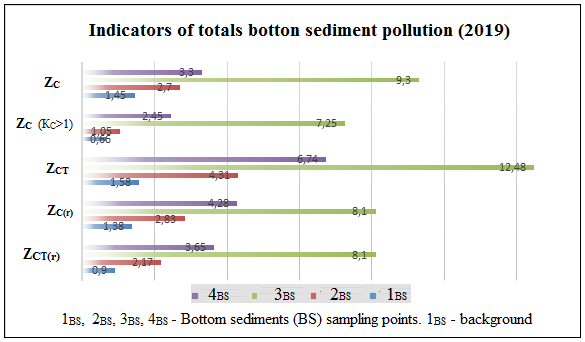 Indicators of totals botton sediment pollution (2019)
ZC
3,3
9,3
2,7
1,45
ZC (KC>1)
2,45
7,25
1,05
0,66
ZCT
6,74
12,48
4,31
1,58
ZC(r)
4,28
8,1
2,83
1,38
ZCT(r)
3,65
8,1
2,17
0,9
4BS 3BS 2BS 1BS
1BS, 2BS, 3BS, 4BS - Bottom sediments (BS) sampling points. 1BS - background